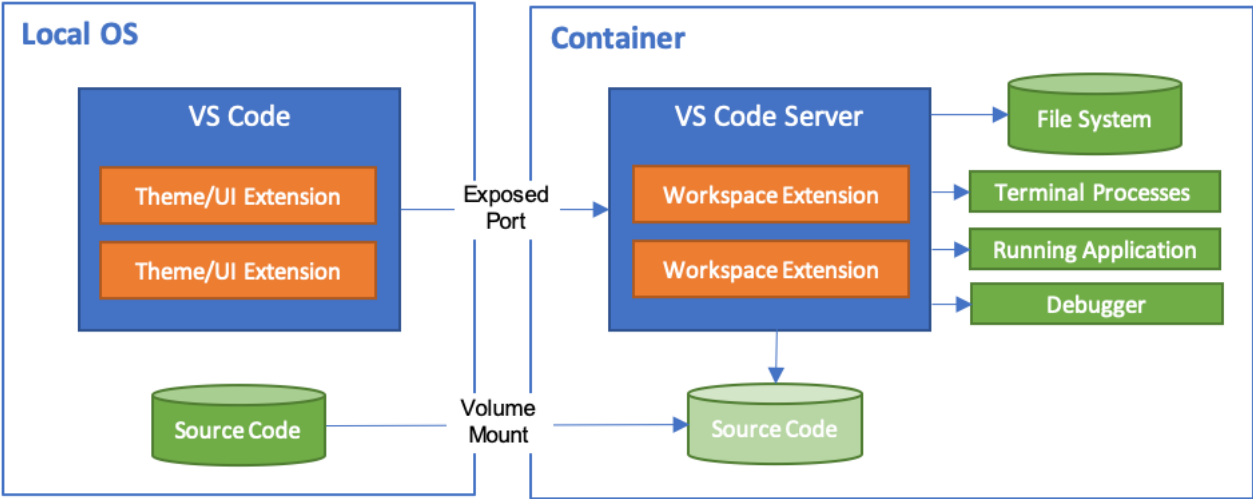 Local OS
VS Code
Theme/UI Extension
Theme/UI Extension
Source Code
Exposed
Port
Volume
Mount
Container
VS Code Server
Workspace Extension
Workspace Extension
File System
Terminal Processes
Running Application
Debugger
Source Code